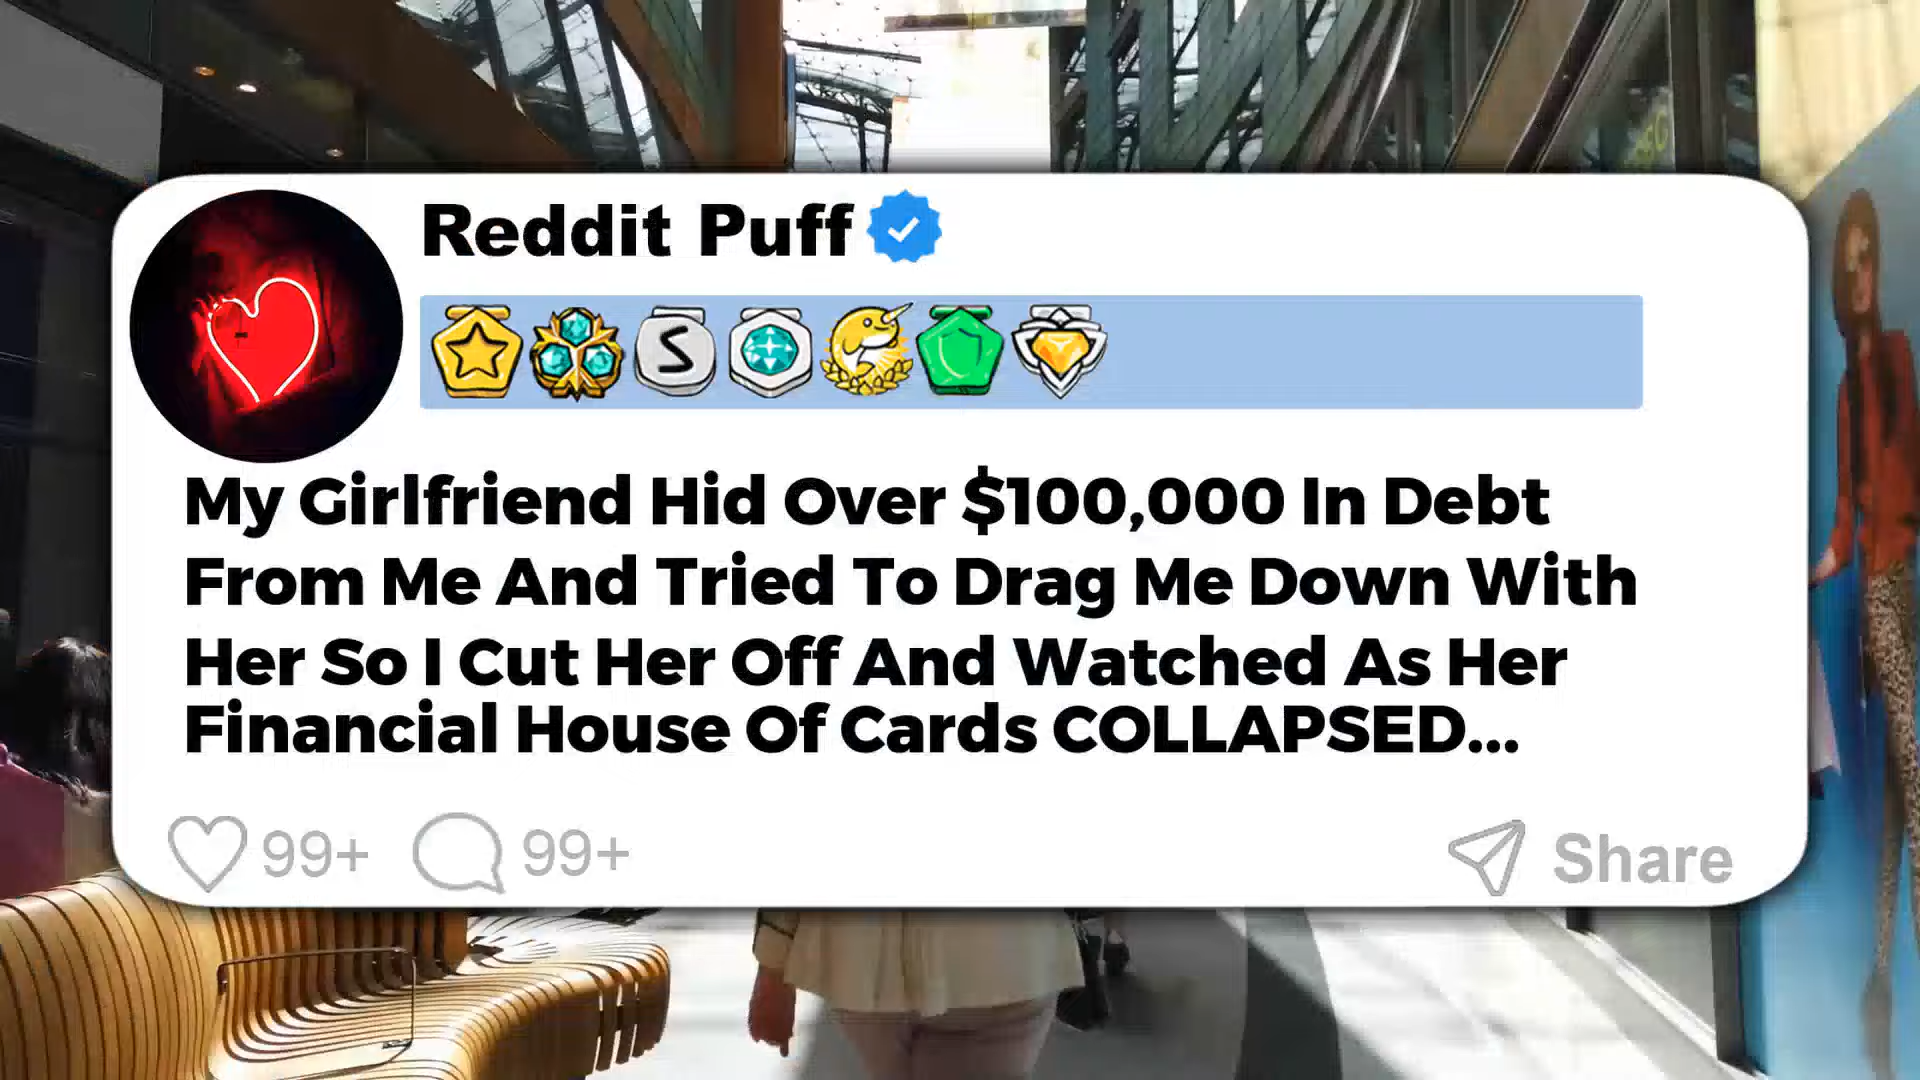 Reddit Puff
My Girlfriend Hid Over $100,000 In Debt
From Me And Tried To Drag Me Down With
Her So I Cut Her Off And Watched As Her
Financial House Of Cards COLLAPSED...
99+ 99+ Share